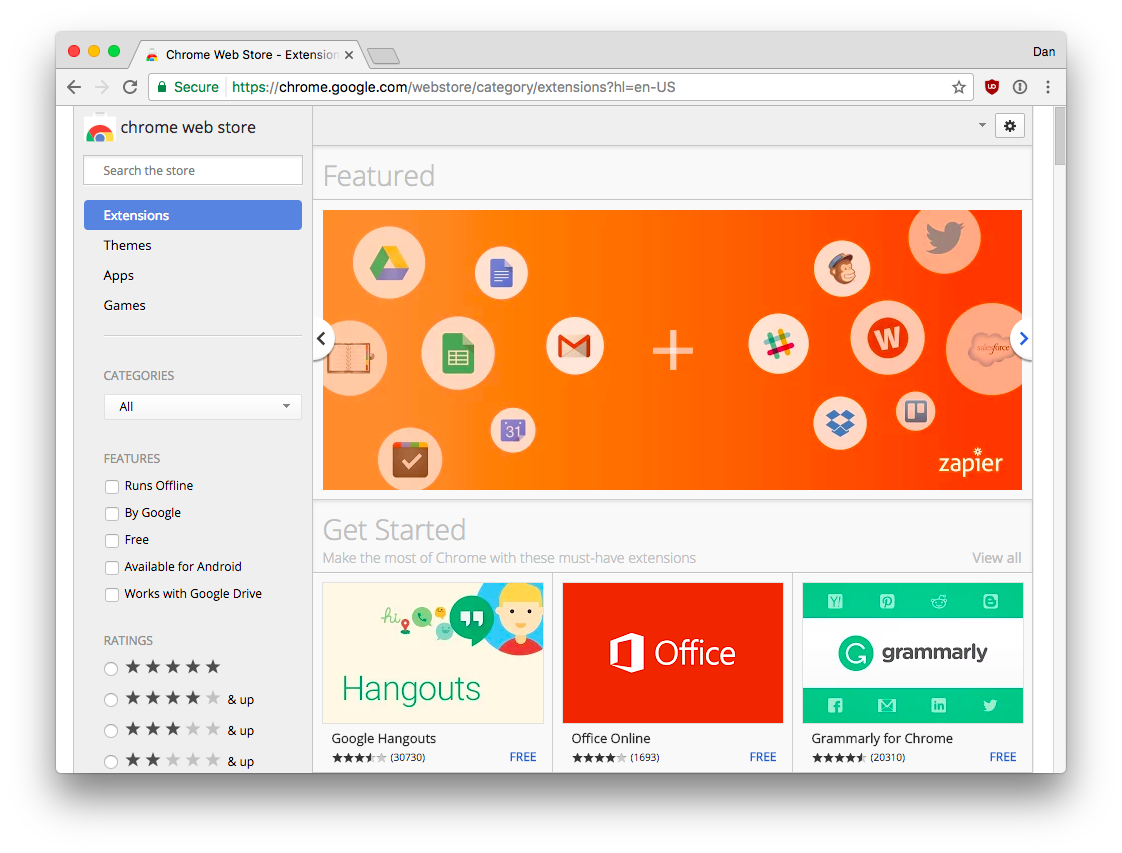 Chrome Web Store - Extension
Dan
Secure https://chrome.google.com/webstore/category/extensions?hl=en-US
chrome web store
Search the store
Extensions
Themes
Apps
Games
CATEGORIES
All
FEATURES
Runs Offline
By Google
Free
Available for Android
Works with Google Drive
RATINGS
& up
& up
& up
Featured
31
W
salesforce
zapier
Get Started
Make the most of Chrome with these must-have extensions
View all
hi
Hangouts
Google Hangouts
(30730)
FREE
Office
Office Online
(1693)
FREE
grammarly
Grammarly for Chrome
(20310)
FREE